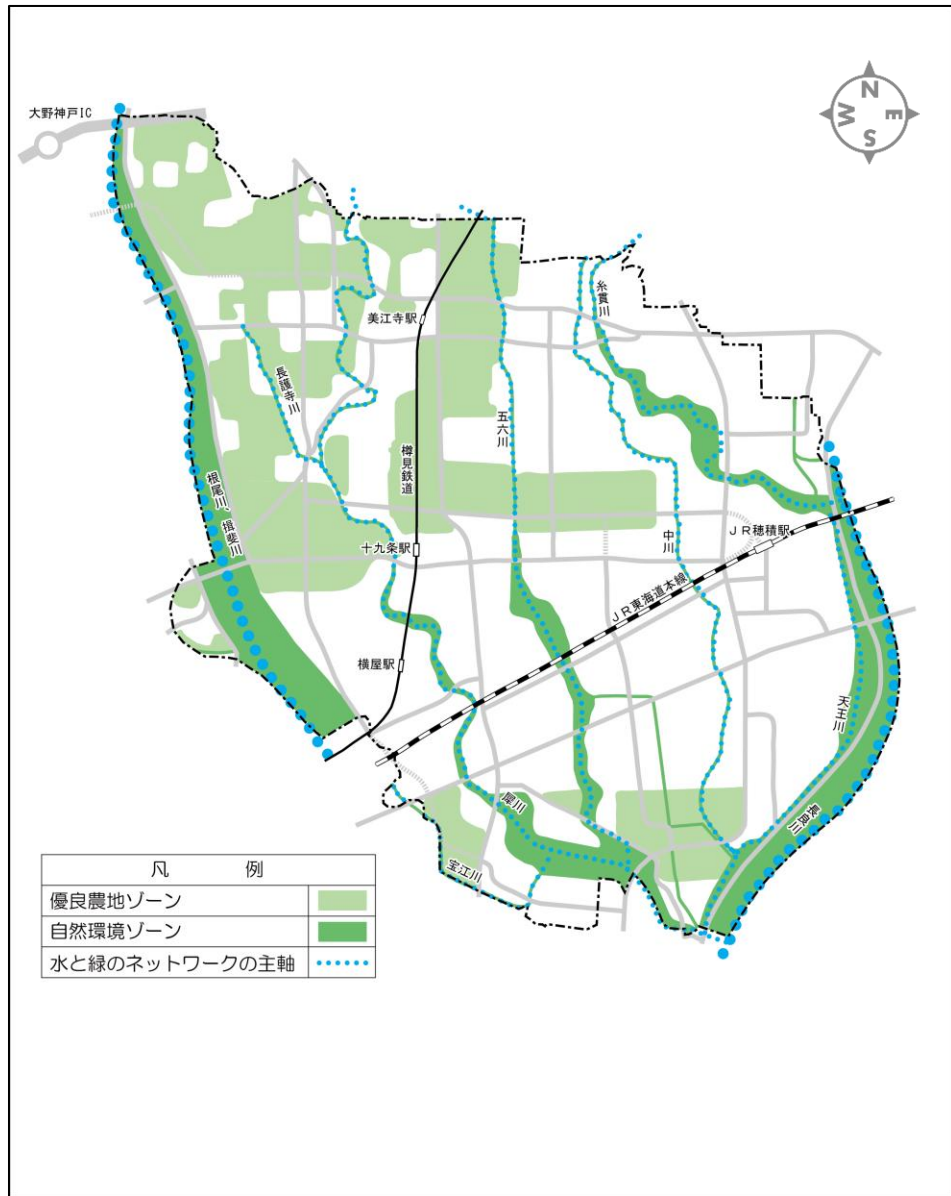 大野神戸IC
N
W
E
S
糸貫川
美江寺駅
長護寺川
五六川
樽見鉄道
根尾川、揖斐川
中川
JR穂積駅
十九条駅
JR東海道本線
横屋駅
天王川
犀川
長良川
宝江川
凡 例
優良農地ゾーン
自然環境ゾーン
水と緑のネットワークの主軸